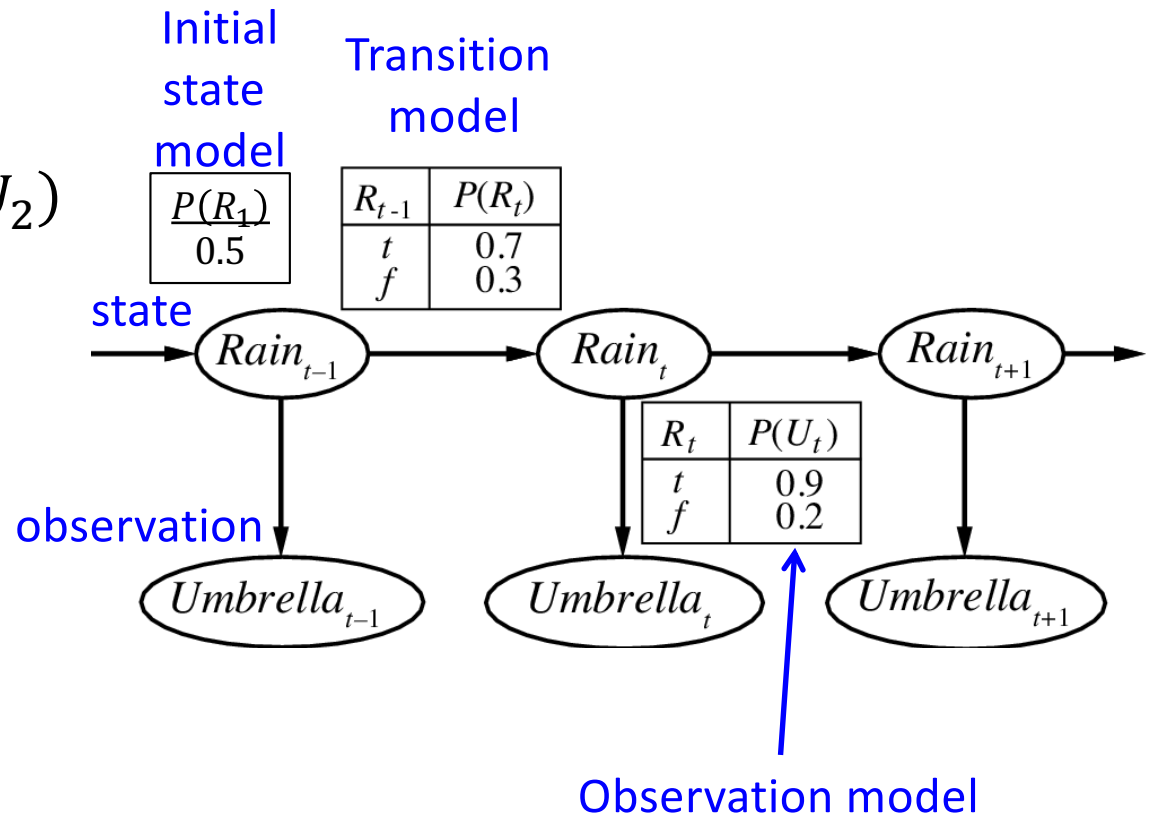 Initial
state
model
Transition
model
U₂)
P(R₁)
0.5
Rₜ₋₁ P(Rₜ)
t 0.7
f 0.3
state
Rainₜ₋₁
Rainₜ
Rainₜ₊₁
Rₜ P(Uₜ)
t 0.9
f 0.2
observation
Umbrellaₜ₋₁
Umbrellaₜ
Umbrellaₜ₊₁
Observation model